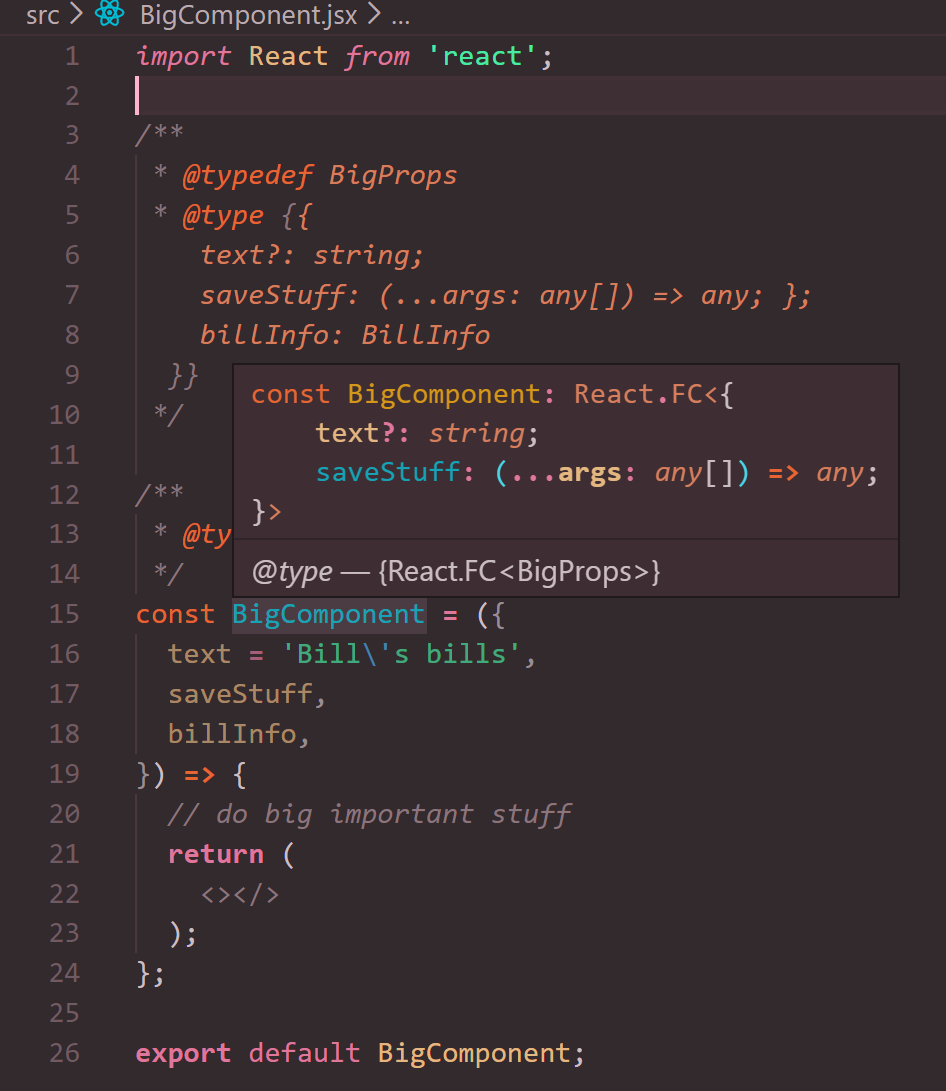 src > BigComponent.jsx > ...
1 import React from 'react';
2
3 /**
4 * @typedef BigProps
5 * @type {{
6 text?: string;
7 saveStuff: (...args: any[]) => any; };
8 billInfo: BillInfo
9 }}
10 */
11
12 /**
13 * @ty
14 */
const BigComponent: React.FC<{
text?: string;
saveStuff: (...args: any[]) => any;
}>
@type — {React.FC<BigProps>}
15 const BigComponent = ({
16 text = 'Bill\'s bills',
17 saveStuff,
18 billInfo,
19 }) => {
20 // do big important stuff
21 return (
22 <></>
23 );
24 };
25
26 export default BigComponent;